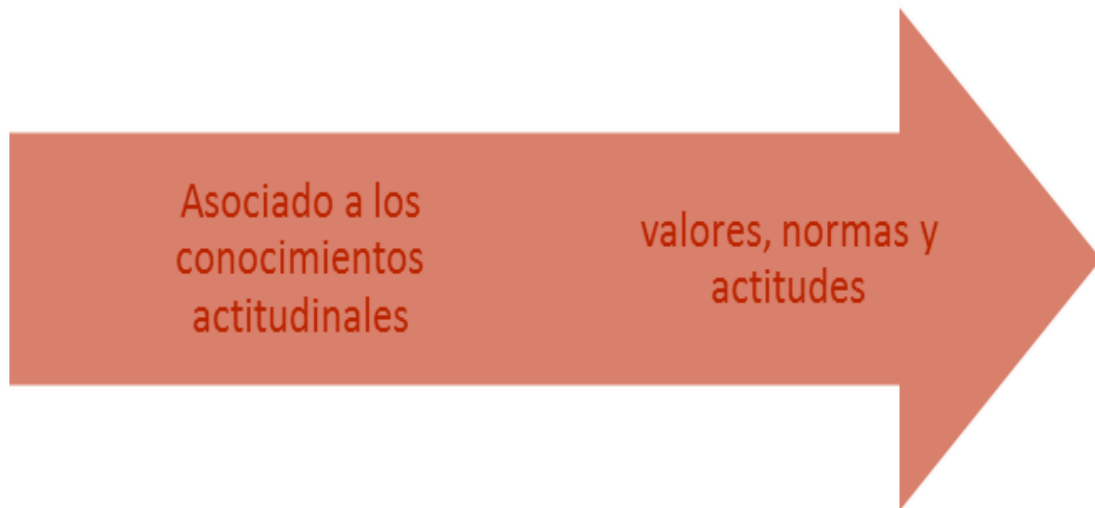 Asociado a los
conocimientos
actitudinales
valores, normas y
actitudes